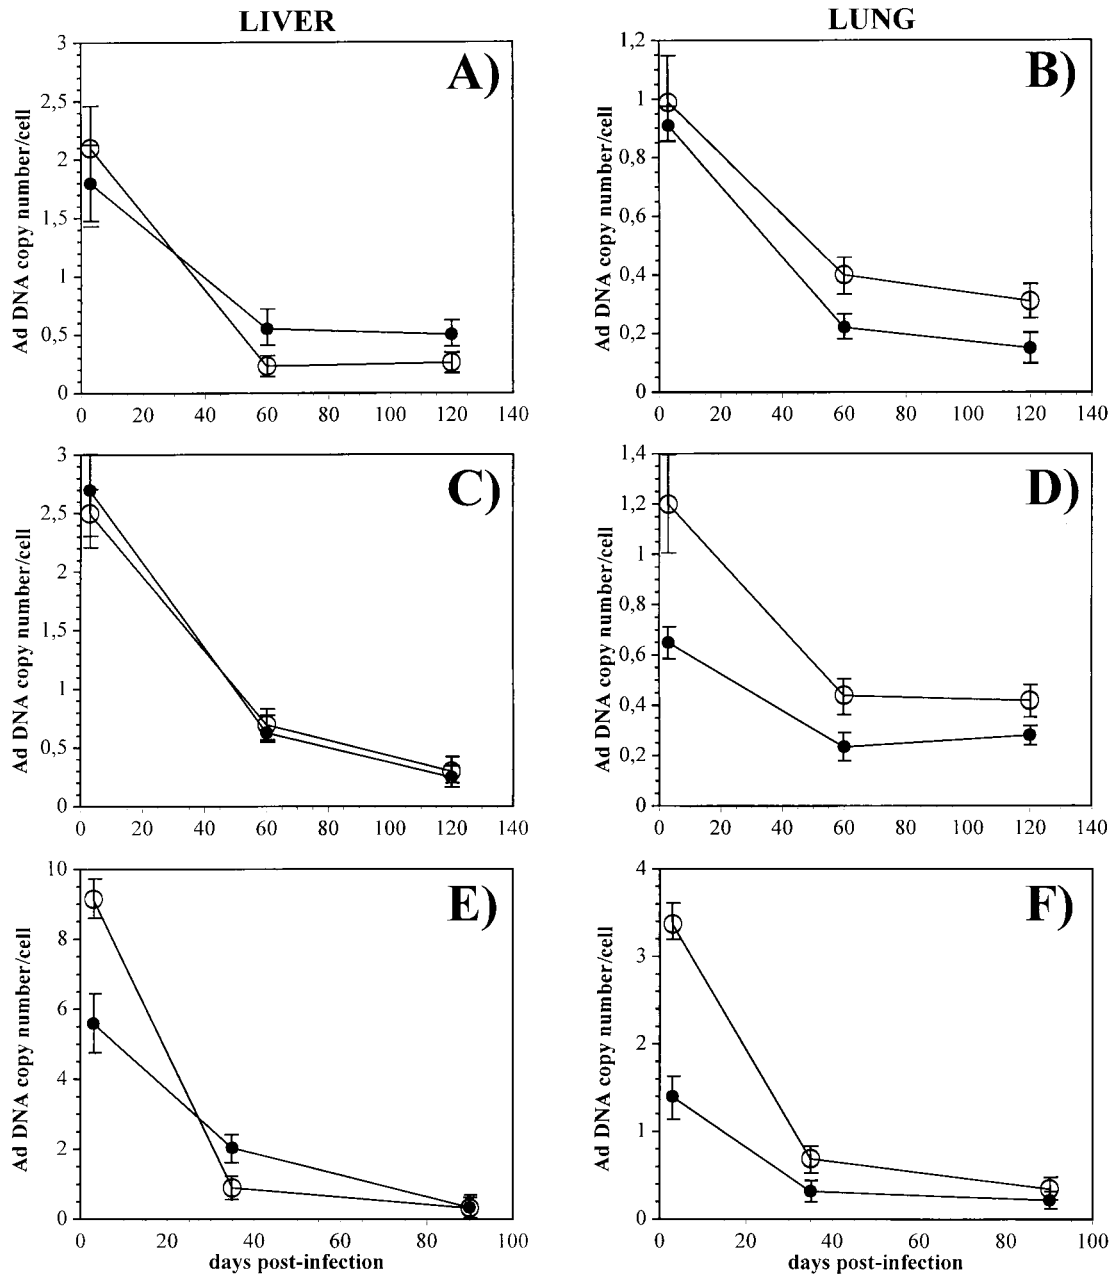 LIVER
LUNG
A)
Ad DNA copy number/cell
3
2,5
2
1,5
1
0,5
0
0 20 40 60 80 100 120 140
B)
Ad DNA copy number/cell
1,2
1
0,8
0,6
0,4
0,2
0
0 20 40 60 80 100 120 140
C)
Ad DNA copy number/cell
3
2,5
2
1,5
1
0,5
0
0 20 40 60 80 100 120 140
D)
Ad DNA copy number/cell
1,4
1,2
1
0,8
0,6
0,4
0,2
0
0 20 40 60 80 100 120 140
E)
Ad DNA copy number/cell
10
8
6
4
2
0
0 20 40 60 80 100
days post-infection
F)
Ad DNA copy number/cell
4
3
2
1
0
0 20 40 60 80 100
days post-infection